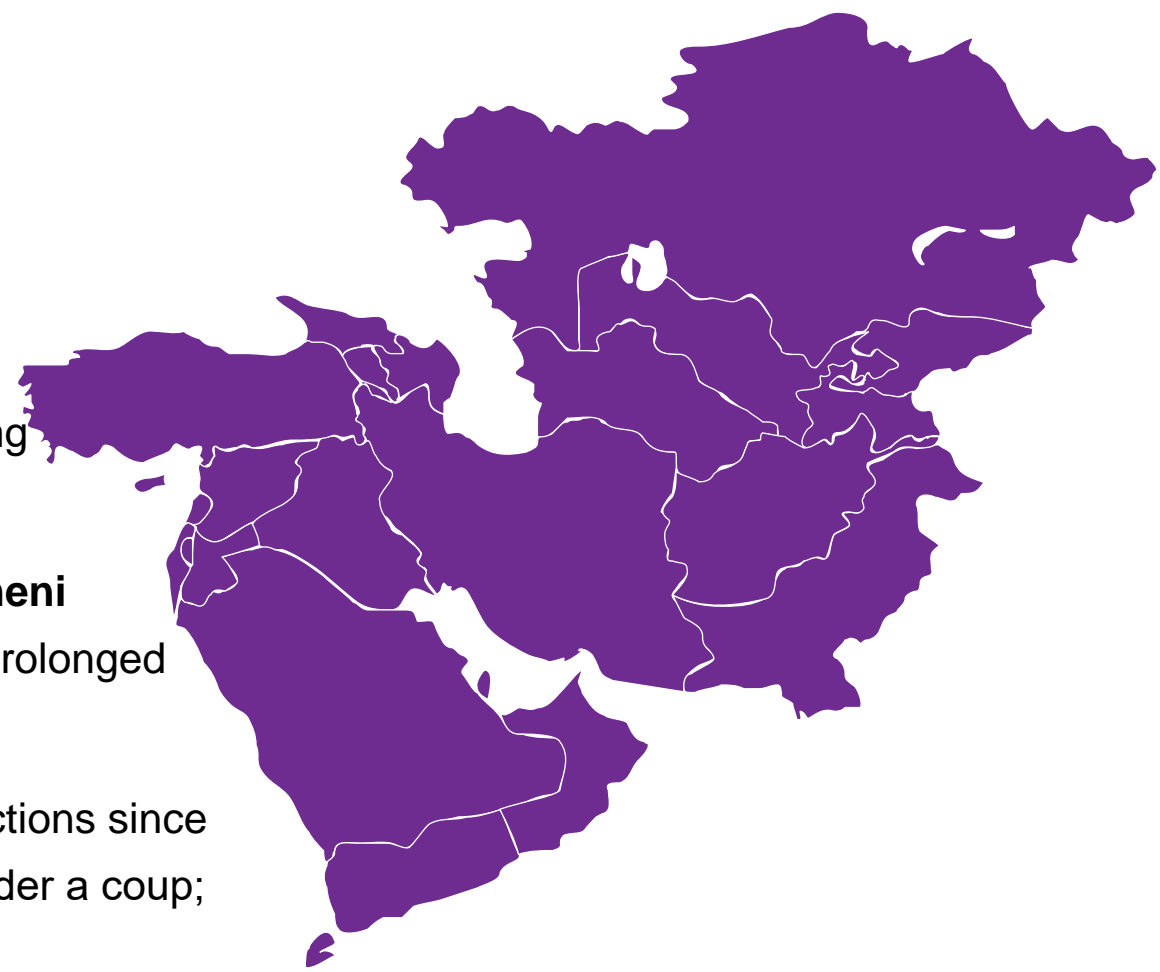 ng
neni
rolonged
ctions since
der a coup;